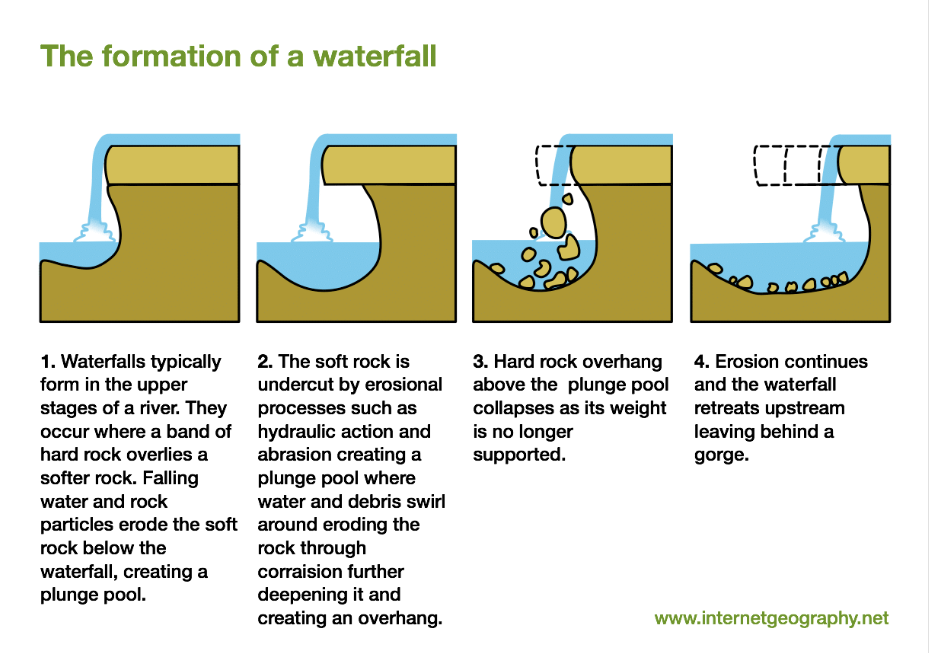 The formation of a waterfall
1. Waterfalls typically
form in the upper
stages of a river. They
occur where a band of
hard rock overlies a
softer rock. Falling
water and rock
particles erode the soft
rock below the
waterfall, creating a
plunge pool.
2. The soft rock is
undercut by erosional
processes such as
hydraulic action and
abrasion creating a
plunge pool where
water and debris swirl
around eroding the
rock through
corraision further
deepening it and
creating an overhang.
3. Hard rock overhang
above the  plunge pool
collapses as its weight
is no longer
supported.
4. Erosion continues
and the waterfall
retreats upstream
leaving behind a
gorge.
www.internetgeography.net